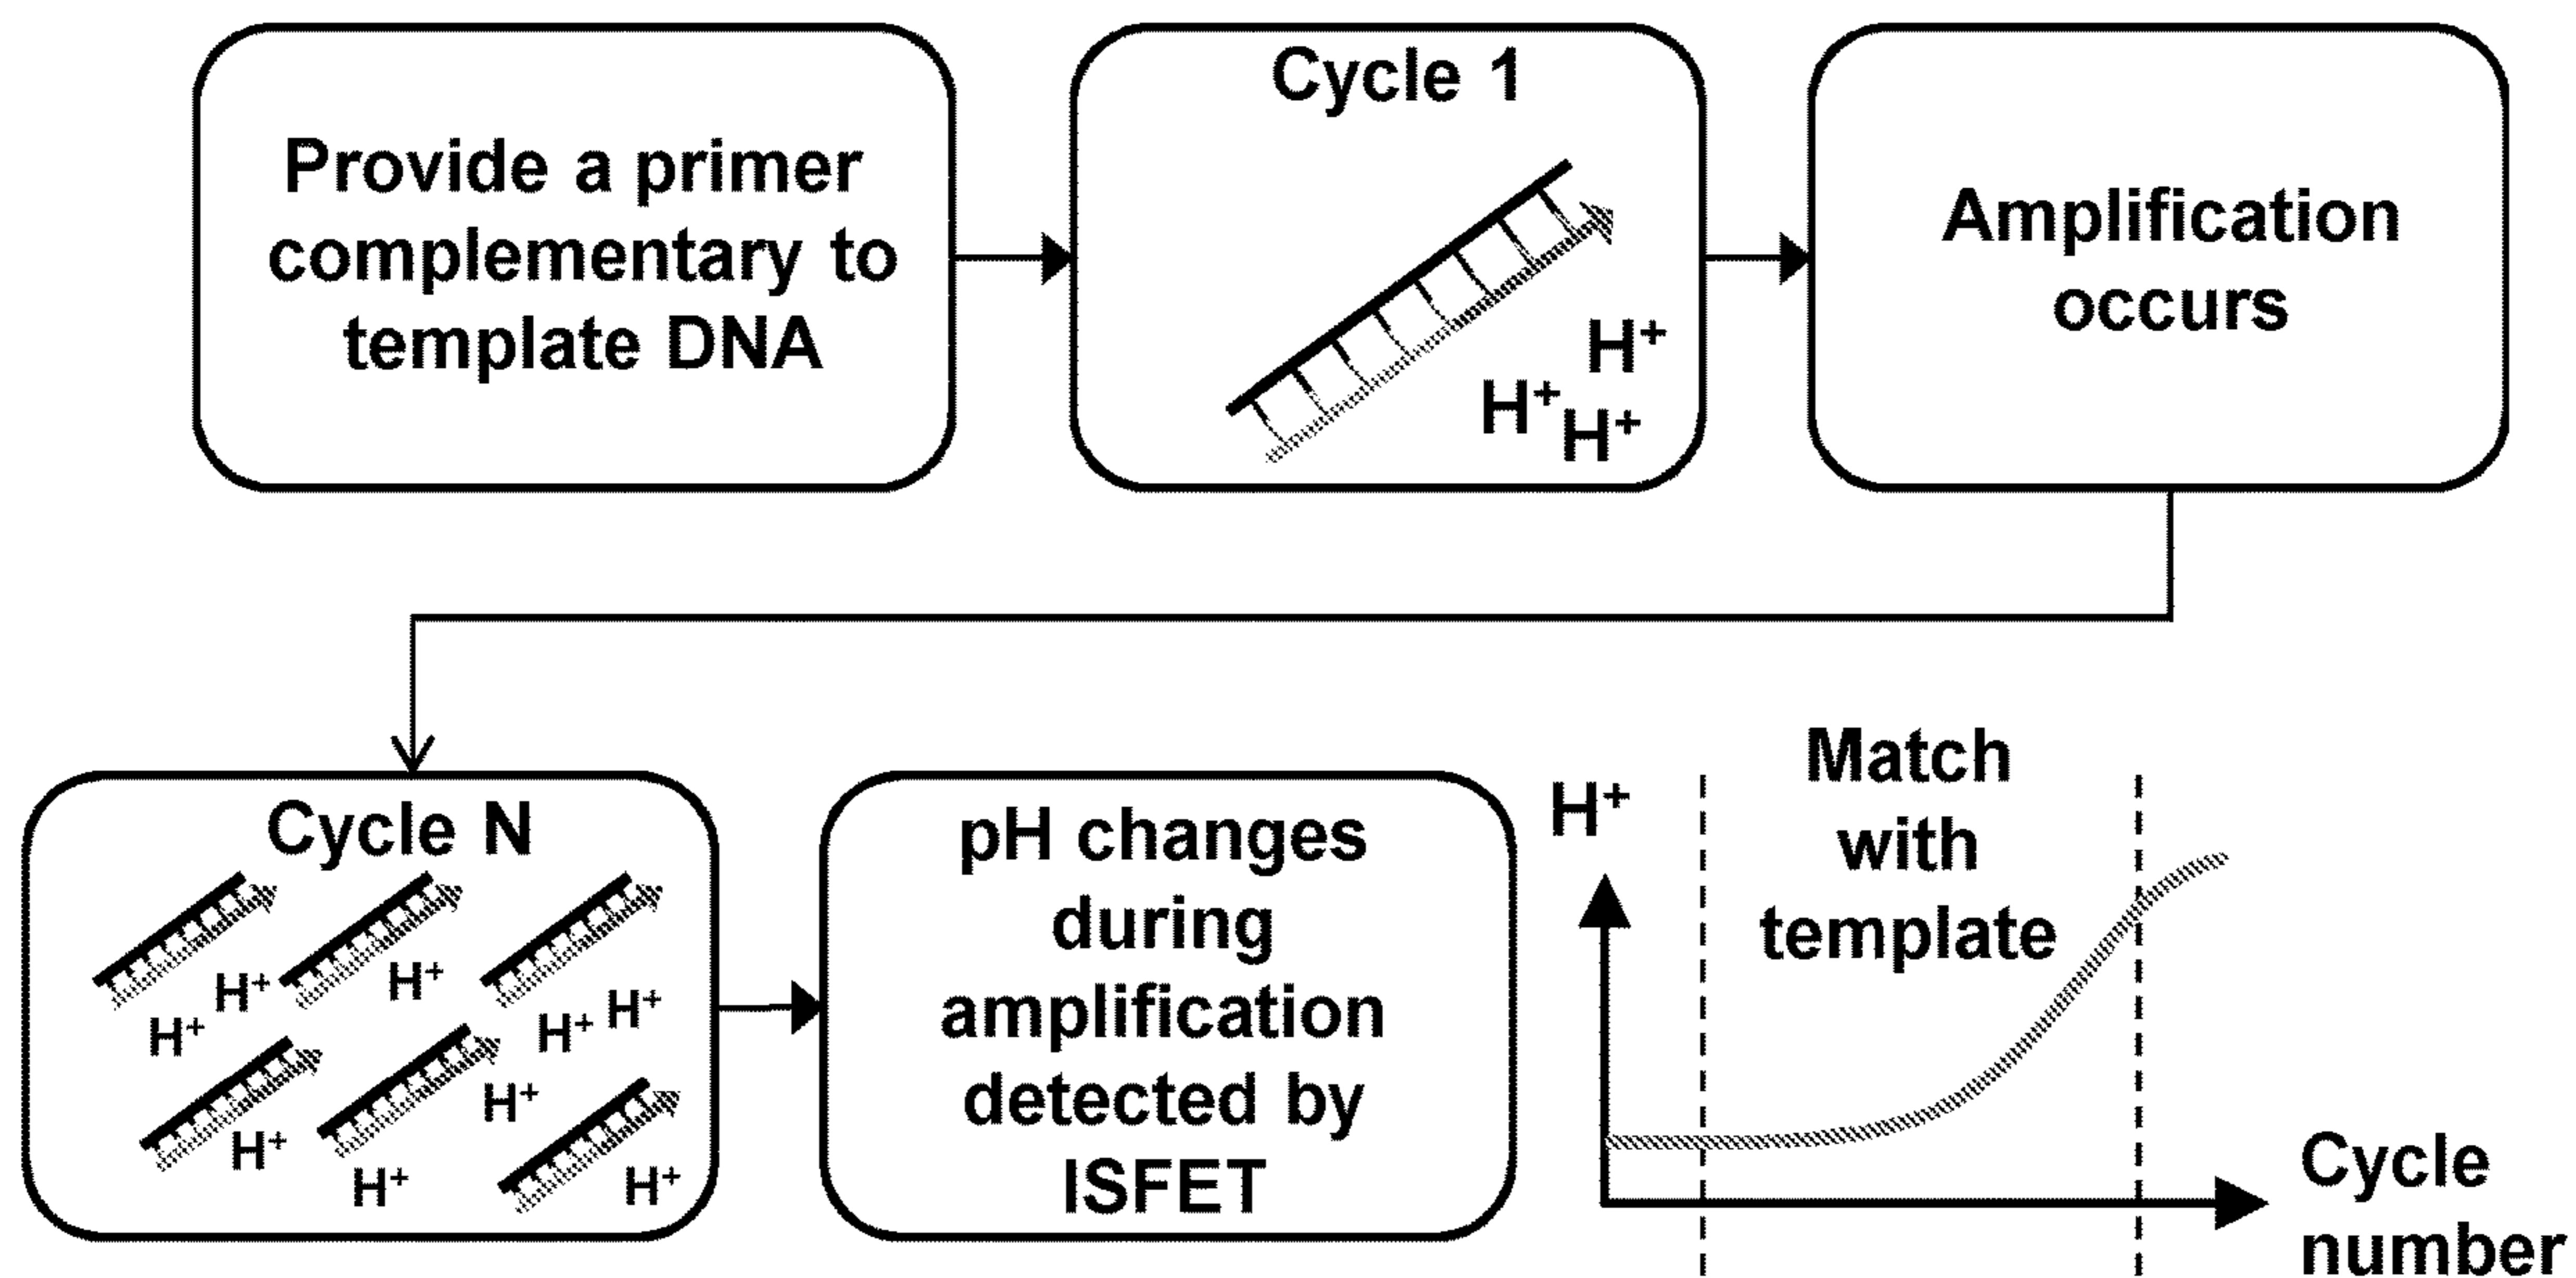 Provide a primer
complementary to
template DNA
Cycle 1
H+
H+
H+
Amplification
occurs
Cycle N
H+
H+
H+
H+
H+
H+
H+
H+
H+
pH changes
during
amplification
detected by
ISFET
H+
Match
with
template
Cycle
number